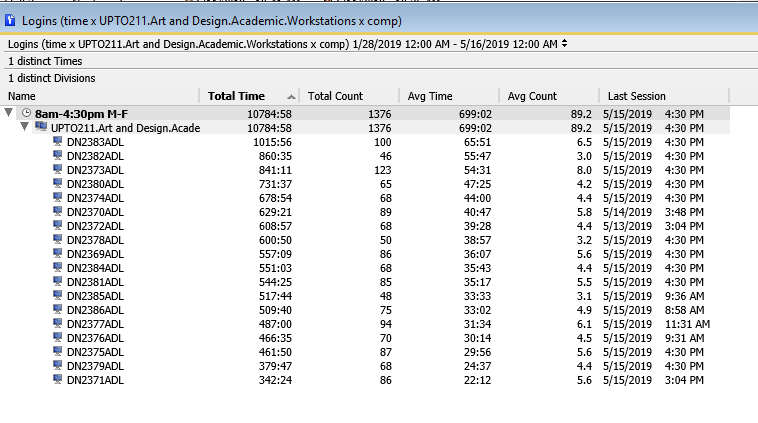 Logins (time x UPTO211.Art and Design.Academic.Workstations x comp)
Logins (time x UPTO211.Art and Design.Academic.Workstations x comp) 1/28/2019 12:00 AM - 5/16/2019 12:00 AM
1 distinct Times
1 distinct Divisions
Name Total Time Total Count Avg Time Avg Count Last Session
8am-4:30pm M-F 10784:58 1376 699:02 89.2 5/15/2019 4:30 PM
UPTO211.Art and Design.Acade 10784:58 1376 699:02 89.2 5/15/2019 4:30 PM
DN2383ADL 1015:56 100 65:51 6.5 5/15/2019 4:30 PM
DN2382ADL 860:35 46 55:47 3.0 5/15/2019 4:30 PM
DN2373ADL 841:11 123 54:31 8.0 5/15/2019 4:30 PM
DN2380ADL 731:37 65 47:25 4.2 5/15/2019 4:30 PM
DN2374ADL 678:54 68 44:00 4.4 5/15/2019 4:30 PM
DN2370ADL 629:21 89 40:47 5.8 5/14/2019 3:48 PM
DN2372ADL 608:57 68 39:28 4.4 5/13/2019 3:04 PM
DN2378ADL 600:50 50 38:57 3.2 5/15/2019 4:30 PM
DN2369ADL 557:09 86 36:07 5.6 5/15/2019 4:30 PM
DN2384ADL 551:03 68 35:43 4.4 5/15/2019 4:30 PM
DN2381ADL 544:25 85 35:17 5.5 5/15/2019 4:30 PM
DN2385ADL 517:44 48 33:33 3.1 5/15/2019 9:36 AM
DN2386ADL 509:40 75 33:02 4.9 5/15/2019 8:58 AM
DN2377ADL 487:00 94 31:34 6.1 5/15/2019 11:31 AM
DN2376ADL 466:35 70 30:14 4.5 5/15/2019 9:31 AM
DN2375ADL 461:50 87 29:56 5.6 5/15/2019 4:30 PM
DN2379ADL 379:47 68 24:37 4.4 5/15/2019 4:30 PM
DN2371ADL 342:24 86 22:12 5.6 5/15/2019 3:04 PM